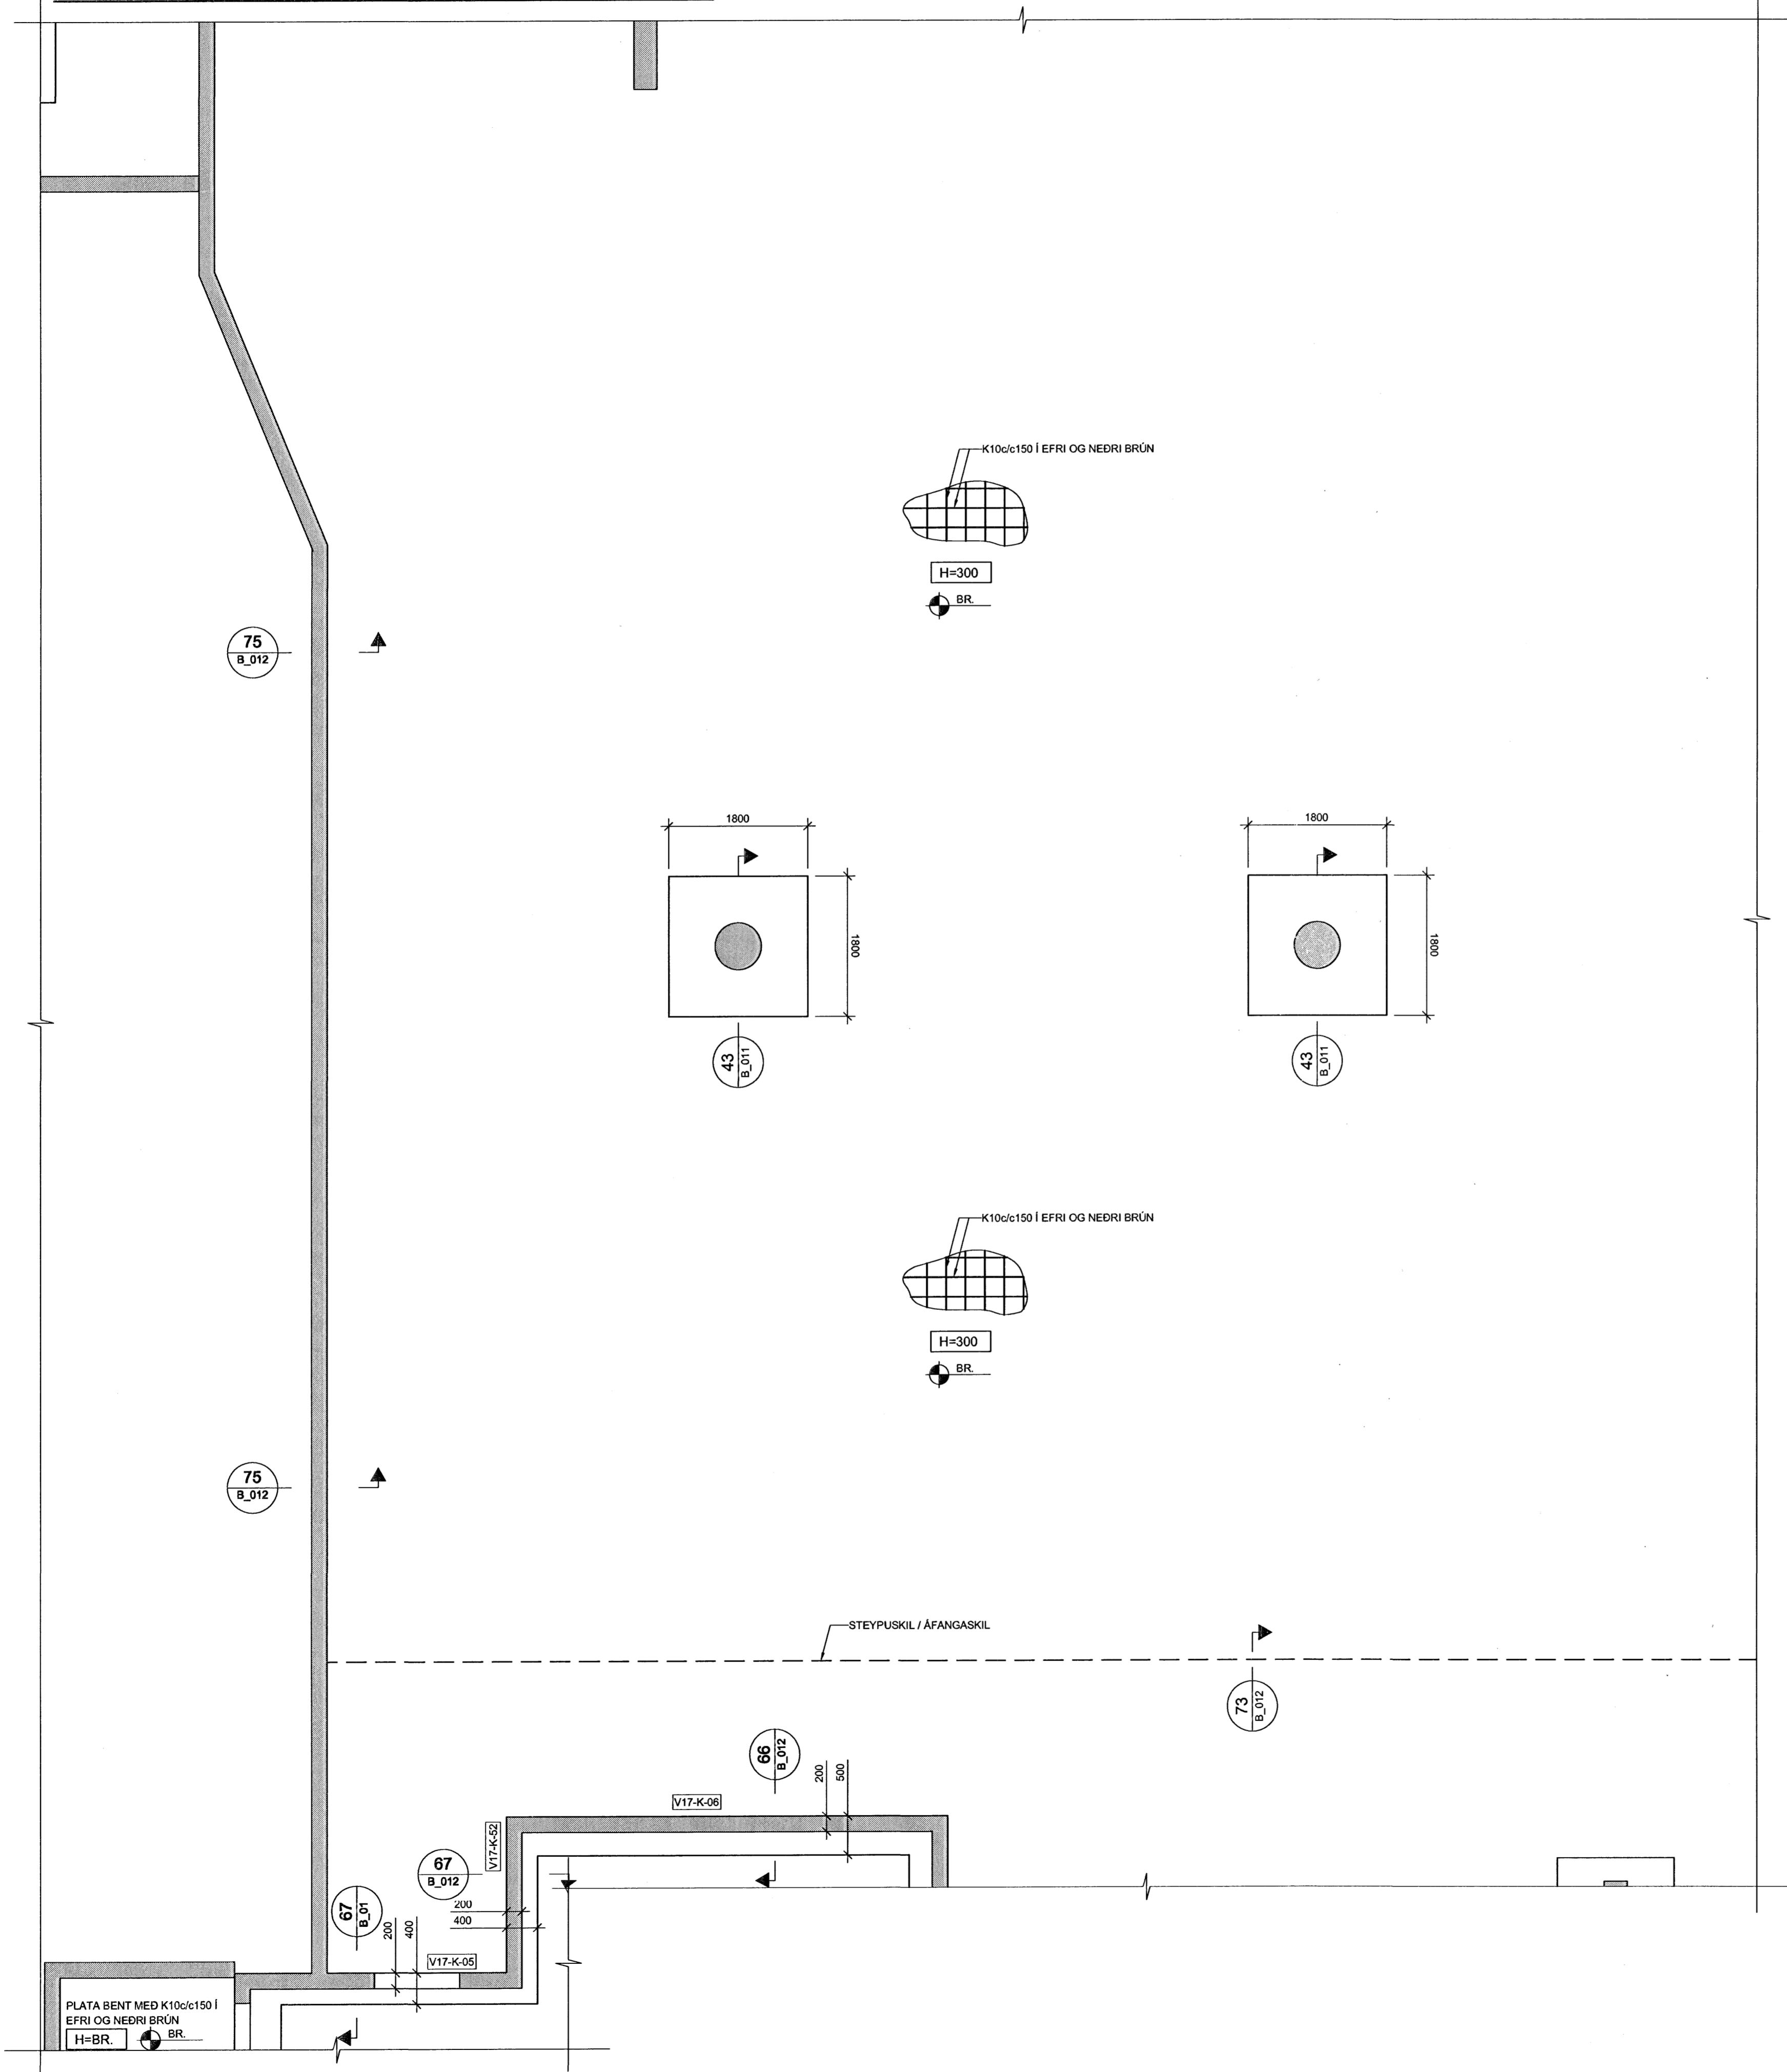 K10c/c150 Í EFRI OG NEÐRI BRÚN
H=300
BR.
75
B_012
1800
1800
1800
1800
43
B_011
43
B_011
K10c/c150 Í EFRI OG NEÐRI BRÚN
H=300
BR.
75
B_012
STEYPUSKIL / ÁFANGASKIL
73
B_012
66
B_012
200
500
V17-K-06
V17-K-52
67
B_012
200
400
67
B_01
200
400
V17-K-05
PLATA BENT MEÐ K10c/c150 Í
EFRI OG NEÐRI BRÚN
H=BR.
BR.